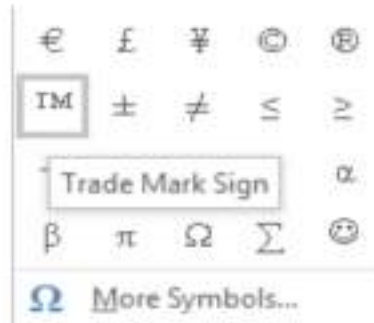 € £ ¥ © ®
TM ± ≠ ≤ ≥
Trade Mark Sign α
β π Ω Σ ☺
Ω More Symbols...